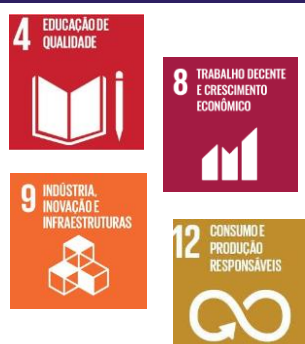 4 EDUCAÇÃO DE
QUALIDADE
8 TRABALHO DECENTE
E CRESCIMENTO
ECONÔMICO
9 INDÚSTRIA,
INOVAÇÃO E
INFRAESTRUTURAS
12 CONSUMO E
PRODUÇÃO
RESPONSÁVEIS